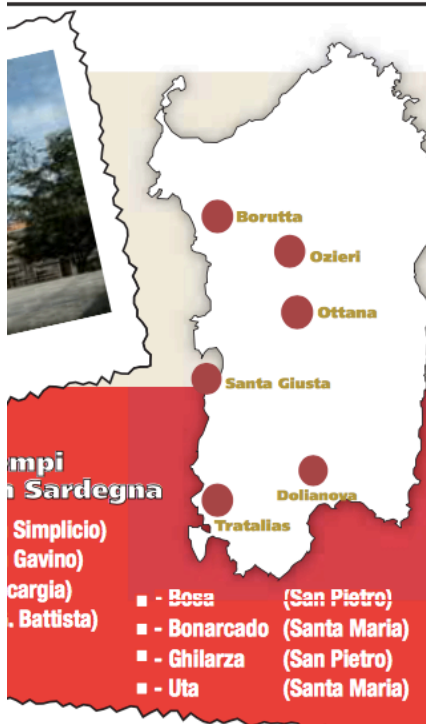 Borutta
Ozieri
Ottana
Santa Giusta
Dolianova
Tratalias
Sardegna
Simplicio)
Gavino)
Battista)
- Bosa (San Pietro)
- Bonarcado (Santa Maria)
- Ghilarza (San Pietro)
- Uta (Santa Maria)